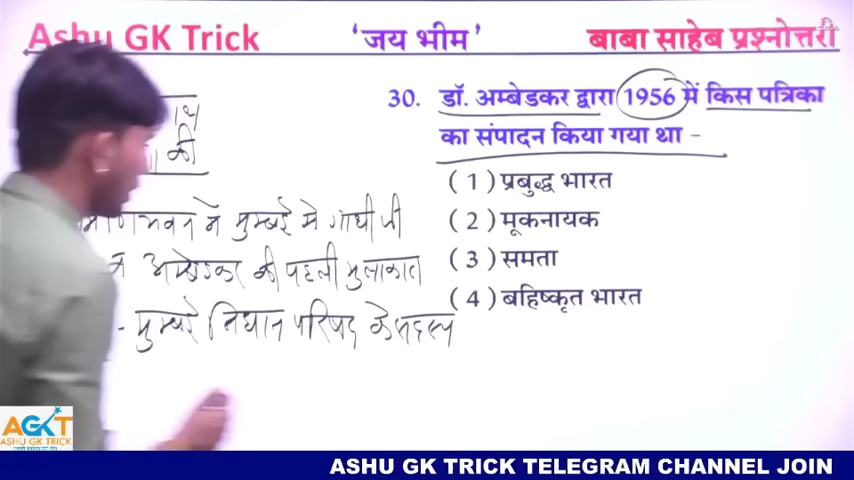 Ashu GK Trick 'जय भीम' बाबा साहेब प्रश्नोत्तरी
30. डॉ. अम्बेडकर द्वारा 1956 में किस पत्रिका
का संपादन किया गया था -
(1) प्रबुद्ध भारत
(2) मूकनायक
(3) समता
(4) बहिष्कृत भारत
की
में मुम्बई में गांधी जी
अम्बेडकर की पहली मुलाकात
- मुम्बई विधान परिषद के सदस्य
AGKT
ASHU GK TRICK
ASHU GK TRICK TELEGRAM CHANNEL JOIN